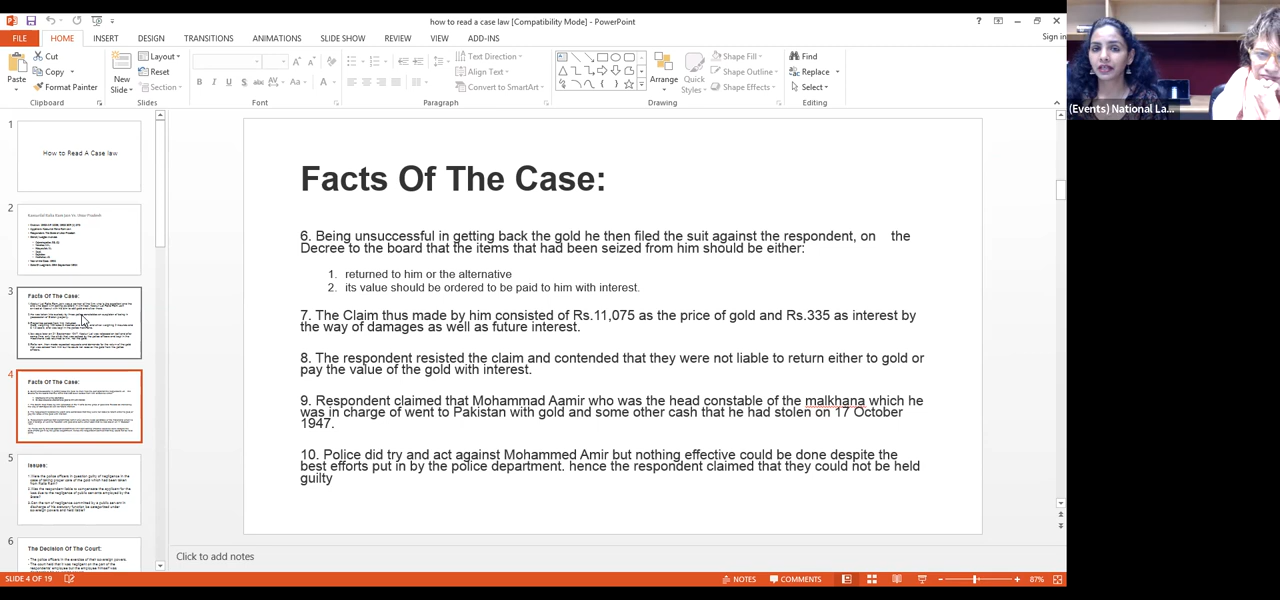 how to read a case law [Compatibility Mode] - PowerPoint
FILE HOME INSERT DESIGN TRANSITIONS ANIMATIONS SLIDE SHOW REVIEW VIEW ADD-INS Sign in
Paste
Cut
Copy
Format Painter
Clipboard
New
Slide
Layout
Reset
Section
Slides
Font
Text Direction
Align Text
Convert to SmartArt
Paragraph
Arrange
Quick
Styles
Shape Fill
Shape Outline
Shape Effects
Drawing
Find
Replace
Select
Editing
(Events) National La...
1
How to Read A Case law
2
3
Facts Of The Case:
4
Facts Of The Case:
5
Issues:
6
The Decision Of The Court:
Facts Of The Case:
6. Being unsuccessful in getting back the gold he then filed the suit against the respondent, on the
Decree to the board that the items that had been seized from him should be either:
1. returned to him or the alternative
2. its value should be ordered to be paid to him with interest.
7. The Claim thus made by him consisted of Rs.11,075 as the price of gold and Rs.335 as interest by
the way of damages as well as future interest.
8. The respondent resisted the claim and contended that they were not liable to return either to gold or
pay the value of the gold with interest.
9. Respondent claimed that Mohammad Aamir who was the head constable of the malkhana which he
was in charge of went to Pakistan with gold and some other cash that he had stolen on 17 October
1947.
10. Police did try and act against Mohammed Amir but nothing effective could be done despite the
best efforts put in by the police department. hence the respondent claimed that they could not be held
guilty
Click to add notes
SLIDE 4 OF 19 NOTES COMMENTS 87%